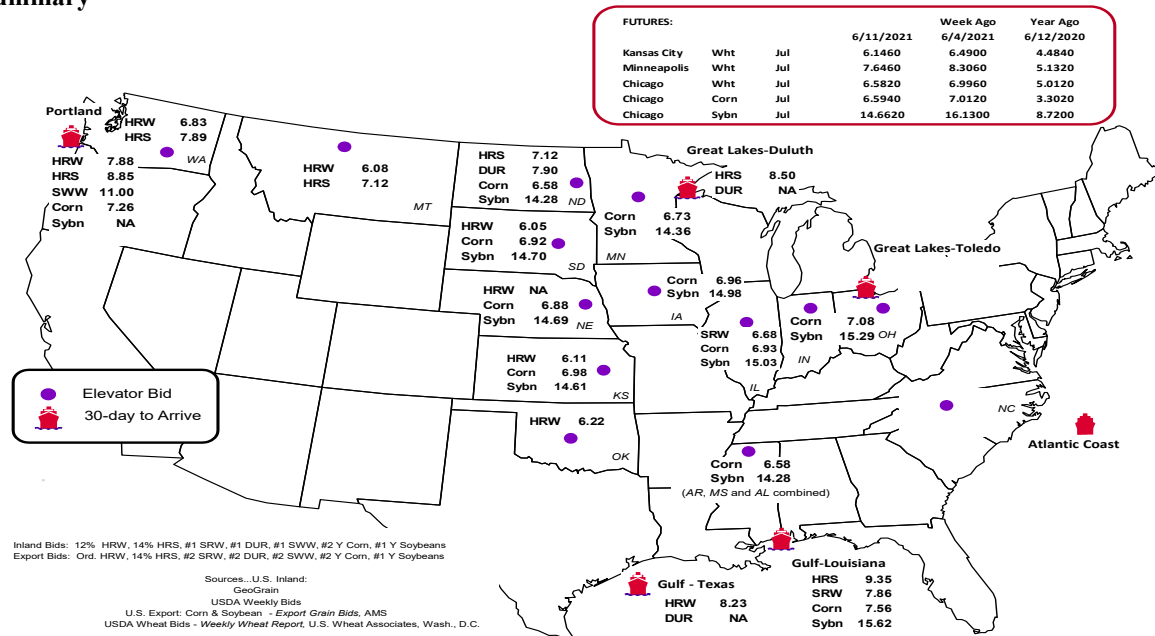 FUTURES: Week Ago Year Ago
6/11/2021 6/4/2021 6/12/2020
Kansas City Wht Jul 6.1460 6.4900 4.4840
Minneapolis Wht Jul 7.6460 8.3060 5.1320
Chicago Wht Jul 6.5820 6.9960 5.0120
Chicago Corn Jul 6.5940 7.0120 3.3020
Chicago Sybn Jul 14.6620 16.1300 8.7200
Portland
HRW 6.83
HRS 7.89
WA
HRW 7.88
HRS 8.85
SWW 11.00
Corn 7.26
Sybn NA
HRW 6.08
HRS 7.12
MT
HRS 7.12
DUR 7.90
Corn 6.58
Sybn 14.28
ND
Great Lakes-Duluth
HRS 8.50
DUR NA
Corn 6.73
Sybn 14.36
MN
HRW 6.05
Corn 6.92
Sybn 14.70
SD
Great Lakes-Toledo
HRW NA
Corn 6.88
Sybn 14.69
NE
Corn 6.96
Sybn 14.98
IA
SRW 6.68
Corn 6.93
Sybn 15.03
IL
Corn 7.08
Sybn 15.29
OH
IN
HRW 6.11
Corn 6.98
Sybn 14.61
KS
Elevator Bid
30-day to Arrive
HRW 6.22
OK
NC
Atlantic Coast
Corn 6.58
Sybn 14.28
(AR, MS and AL combined)
Inland Bids: 12% HRW, 14% HRS, #1 SRW, #1 DUR, #1 SWW, #2 Y Corn, #1 Y Soybeans
Export Bids: Ord. HRW, 14% HRS, #2 SRW, #2 DUR, #2 SWW, #2 Y Corn, #1 Y Soybeans
Sources...U.S. Inland:
GeoGrain
USDA Weekly Bids
U.S. Export: Corn & Soybean - Export Grain Bids, AMS
USDA Wheat Bids - Weekly Wheat Report, U.S. Wheat Associates, Wash., D.C.
Gulf - Texas
HRW 8.23
DUR NA
Gulf-Louisiana
HRS 9.35
SRW 7.86
Corn 7.56
Sybn 15.62